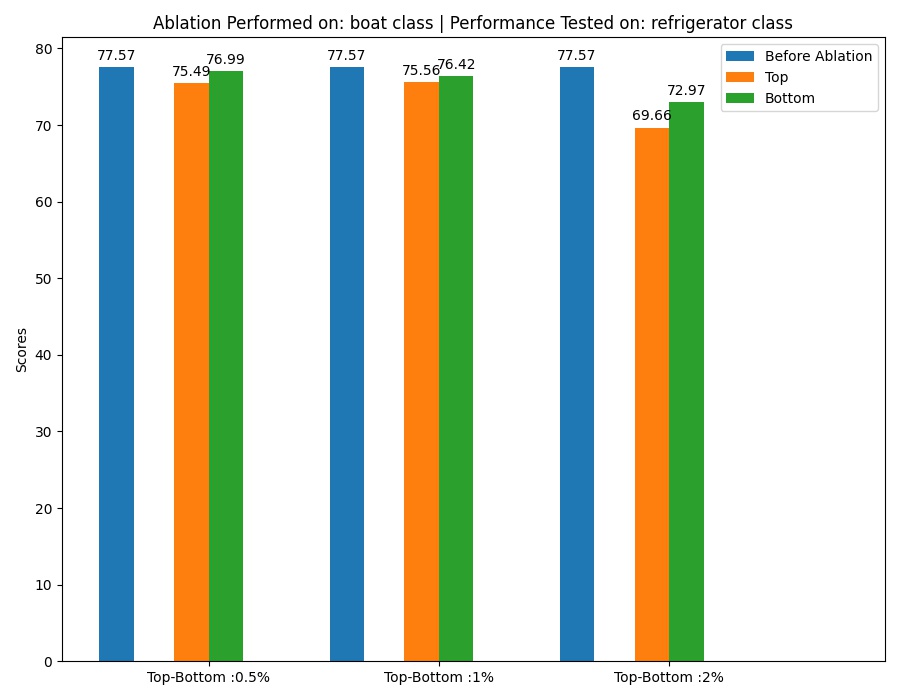 Ablation Performed on: boat class | Performance Tested on: refrigerator class
Before Ablation
Top
Bottom
77.57
75.49
76.99
77.57
75.56
76.42
77.57
69.66
72.97
Scores
80
70
60
50
40
30
20
10
0
Top-Bottom :0.5%
Top-Bottom :1%
Top-Bottom :2%